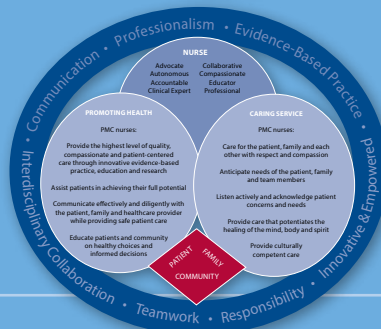 • Communication • Professionalism • Evidence-Based Practice •
Innovative & Empowered
• Responsibility •
Teamwork •
Interdisciplinary Collaboration
NURSE
Advocate Collaborative
Autonomous Compassionate
Accountable Educator
Clinical Expert Professional
PROMOTING HEALTH
PMC nurses:
Provide the highest level of quality,
compassionate and patient-centered
care through innovative evidence-based
practice, education and research
Assist patients in achieving their full potential
Communicate effectively and diligently with
the patient, family and healthcare provider
while providing safe patient care
Educate patients and community
on healthy choices and
informed decisions
CARING SERVICE
PMC nurses:
Care for the patient, family and each
other with respect and compassion
Anticipate needs of the patient, family
and team members
Listen actively and acknowledge patient
concerns and needs
Provide care that potentiates the
healing of the mind, body and spirit
Provide culturally
competent care
PATIENT
FAMILY
COMMUNITY